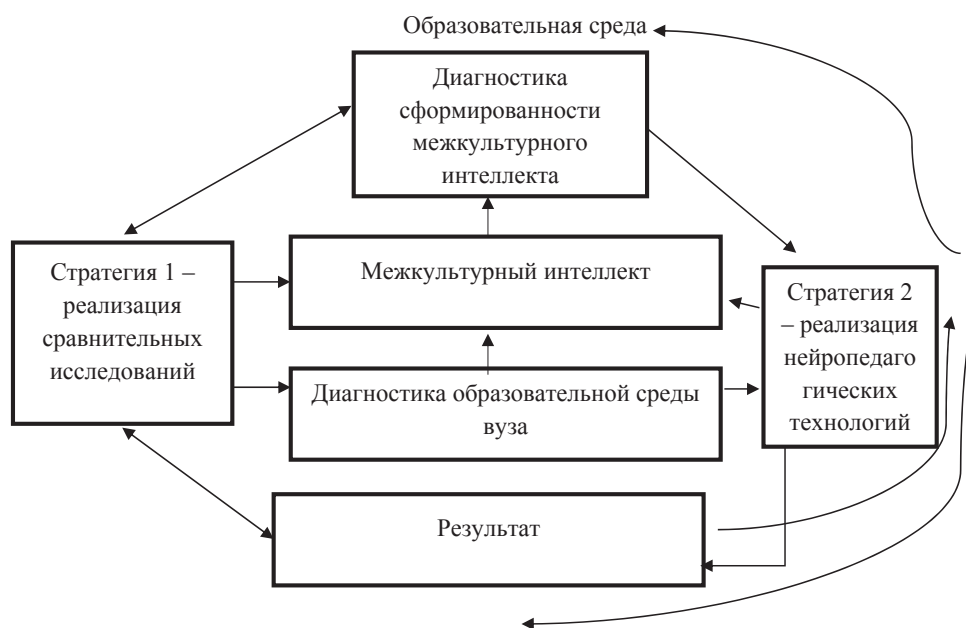 Образовательная среда
Диагностика
сформированности
межкультурного
интеллекта
Стратегия 1 –
реализация
сравнительных
исследований
Межкультурный интеллект
Стратегия 2
– реализация
нейропедаго
гических
технологий
Диагностика образовательной среды
вуза
Результат